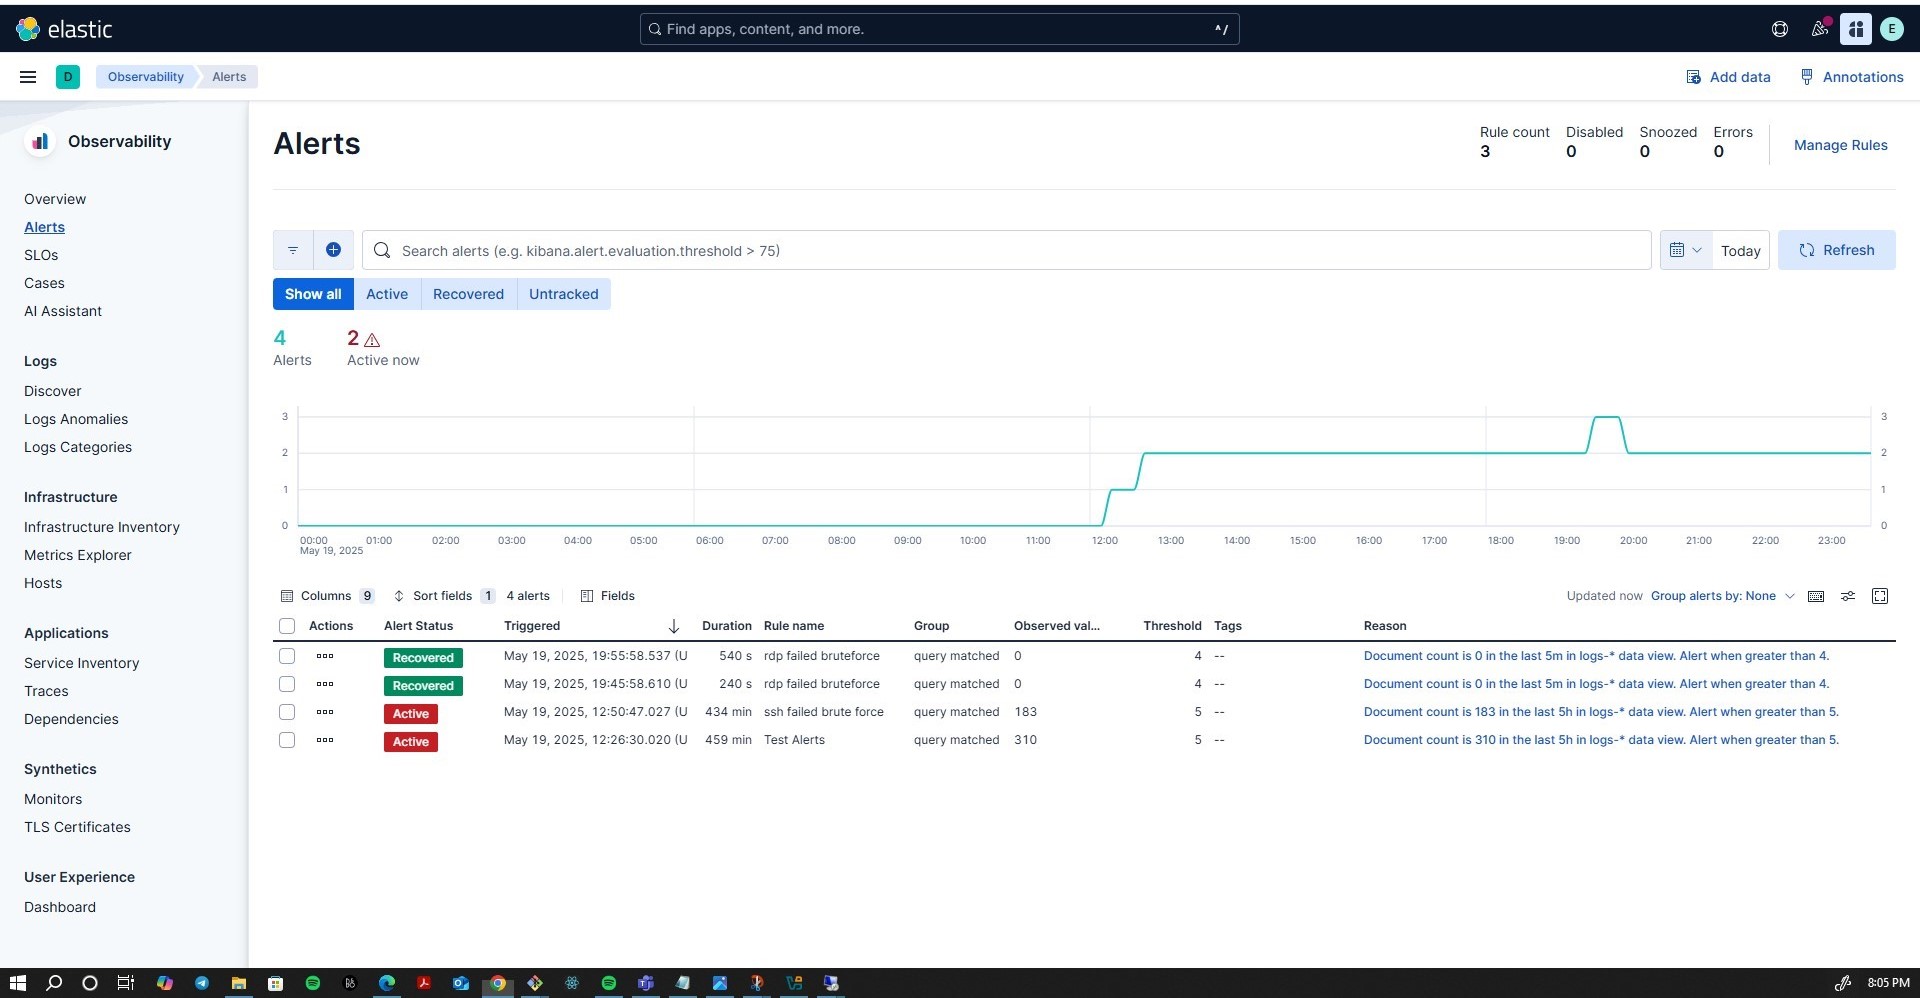 elastic
Find apps, content, and more.
^/
E
D
Observability
Alerts
Add data
Annotations
Observability
Overview
Alerts
SLOs
Cases
AI Assistant
Logs
Discover
Logs Anomalies
Logs Categories
Infrastructure
Infrastructure Inventory
Metrics Explorer
Hosts
Applications
Service Inventory
Traces
Dependencies
Synthetics
Monitors
TLS Certificates
User Experience
Dashboard
Alerts
Rule count Disabled Snoozed Errors
3 0 0 0
Manage Rules
Search alerts (e.g. kibana.alert.evaluation.threshold > 75)
Today
Refresh
Show all Active Recovered Untracked
4 2
Alerts Active now
3 3
2 2
1 1
0 0
00:00 01:00 02:00 03:00 04:00 05:00 06:00 07:00 08:00 09:00 10:00 11:00 12:00 13:00 14:00 15:00 16:00 17:00 18:00 19:00 20:00 21:00 22:00 23:00
May 19, 2025
Columns 9 Sort fields 1 4 alerts Fields Updated now Group alerts by: None
Actions Alert Status Triggered Duration Rule name Group Observed val... Threshold Tags Reason
Recovered May 19, 2025, 19:55:58.537 (U 540 s rdp failed bruteforce query matched 0 4 -- Document count is 0 in the last 5m in logs-* data view. Alert when greater than 4.
Recovered May 19, 2025, 19:45:58.610 (U 240 s rdp failed bruteforce query matched 0 4 -- Document count is 0 in the last 5m in logs-* data view. Alert when greater than 4.
Active May 19, 2025, 12:50:47.027 (U 434 min ssh failed brute force query matched 183 5 -- Document count is 183 in the last 5h in logs-* data view. Alert when greater than 5.
Active May 19, 2025, 12:26:30.020 (U 459 min Test Alerts query matched 310 5 -- Document count is 310 in the last 5h in logs-* data view. Alert when greater than 5.
8:05 PM